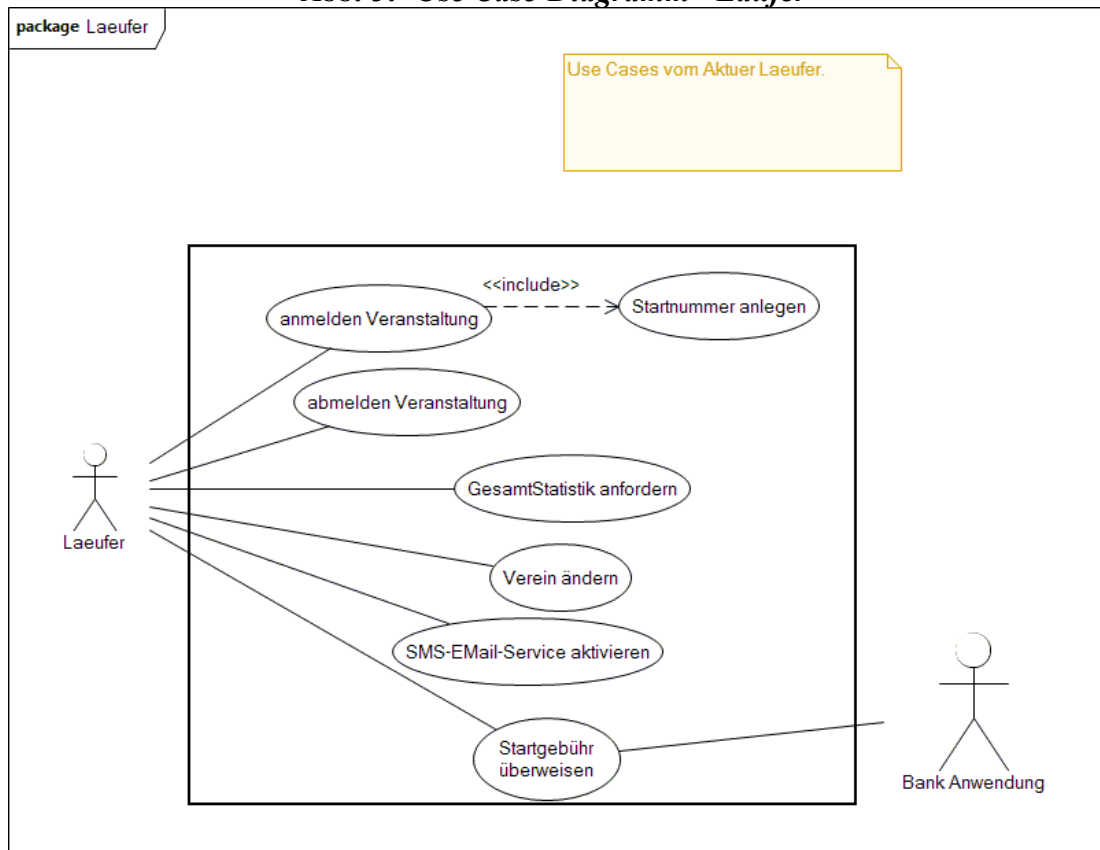 package Laeufer
Use Cases vom Aktuer Laeufer.
<<include>>
anmelden Veranstaltung
Startnummer anlegen
abmelden Veranstaltung
GesamtStatistik anfordern
Laeufer
Verein ändern
SMS-EMail-Service aktivieren
Startgebühr
überweisen
Bank Anwendung